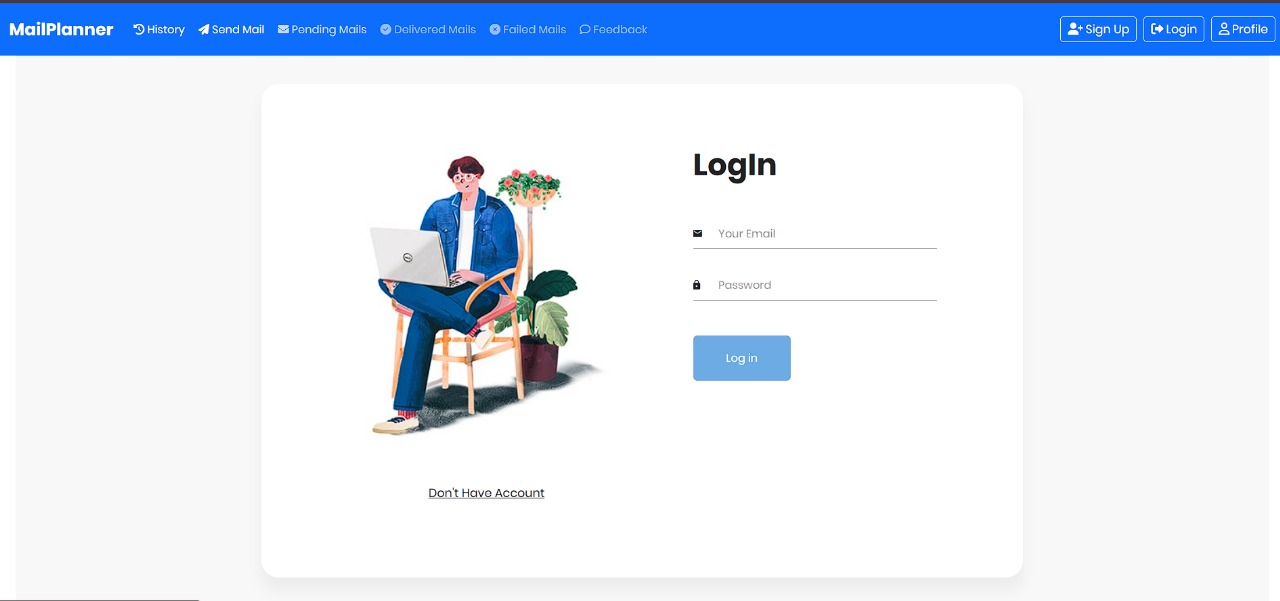 MailPlanner History Send Mail Pending Mails Delivered Mails Failed Mails Feedback Sign Up Login Profile
LogIn
Your Email
Password
Log in
Don't Have Account